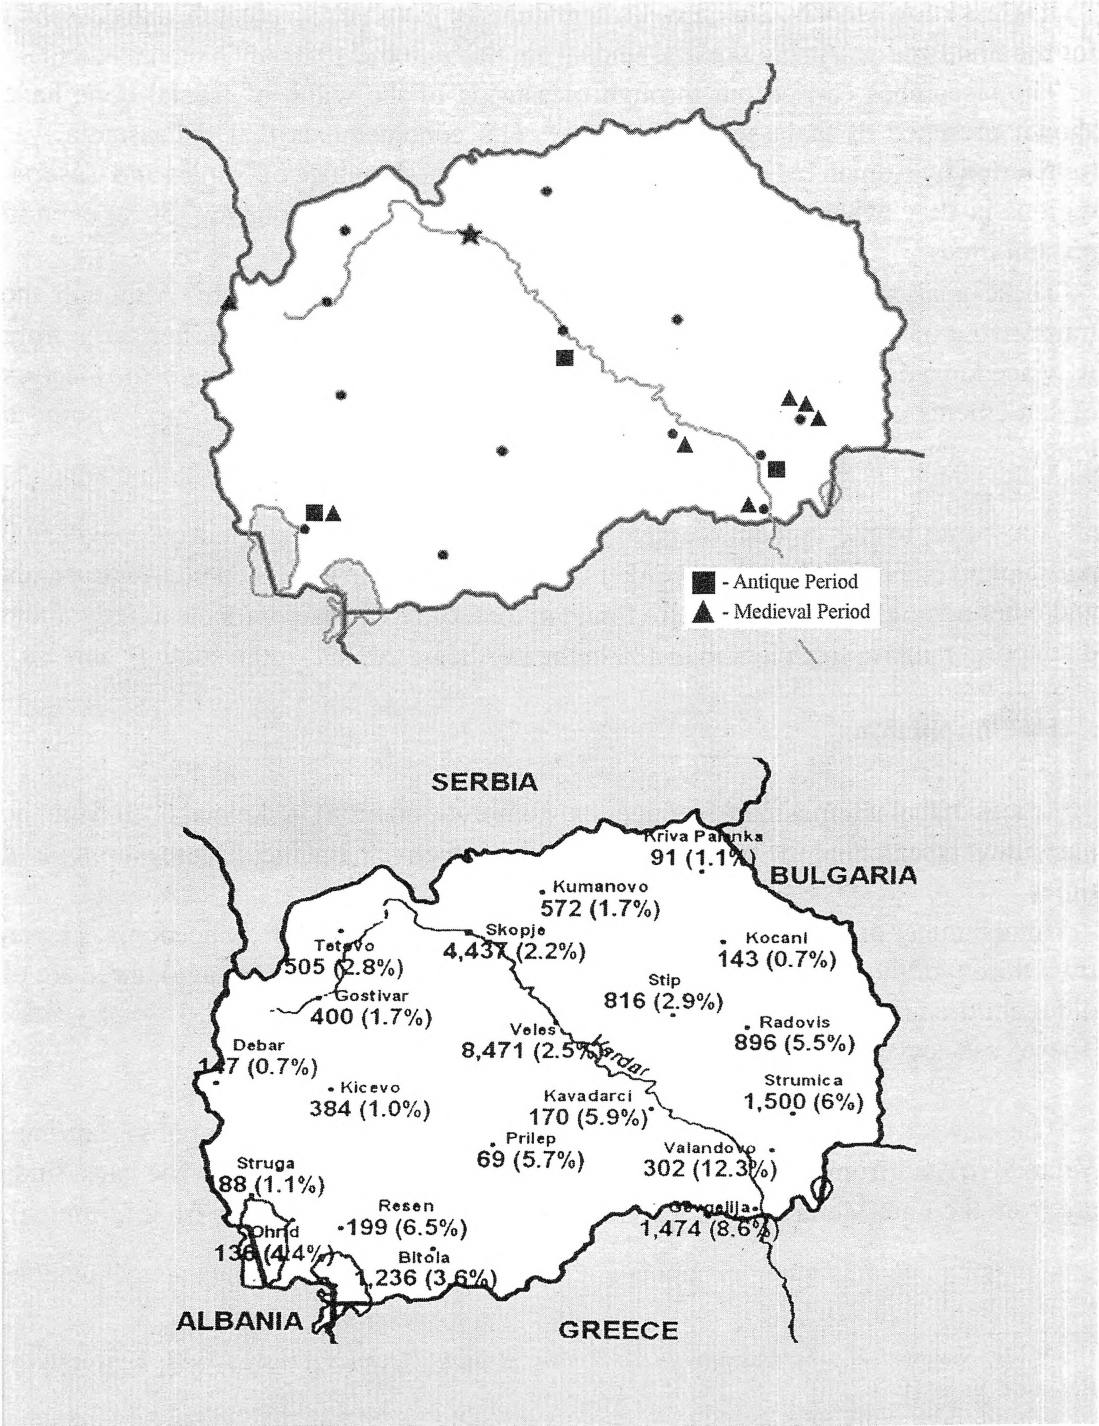 - Antique Period
- Medieval Period
SERBIA
Kriva Palanka
91 (1.1%)
BULGARIA
Kumanovo
572 (1.7%)
Skopje
4,437 (2.2%)
Kocani
143 (0.7%)
Tetovo
505 (2.8%)
Stip
816 (2.9%)
Gostivar
400 (1.7%)
Radovis
896 (5.5%)
Veles
8,471 (2.5%)
Vardar
Debar
(0.7%)
Kicevo
384 (1.0%)
Strumica
1,500 (6%)
Kavadarci
170 (5.9%)
Prilep
69 (5.7%)
Valandovo
302 (12.3%)
Struga
(1.1%)
Resen
199 (6.5%)
Gevgelija
1,474 (8.6%)
Ohrid
(4.4%)
Bitola
1,236 (3.6%)
ALBANIA
GREECE